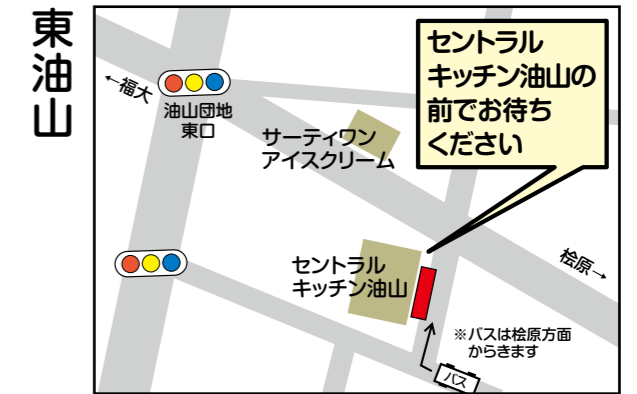 東油山
←福大
油山団地
東口
サーティワン
アイスクリーム
セントラル
キッチン油山の
前でお待ち
ください
桧原→
セントラル
キッチン油山
※バスは桧原方面
からきます
バス